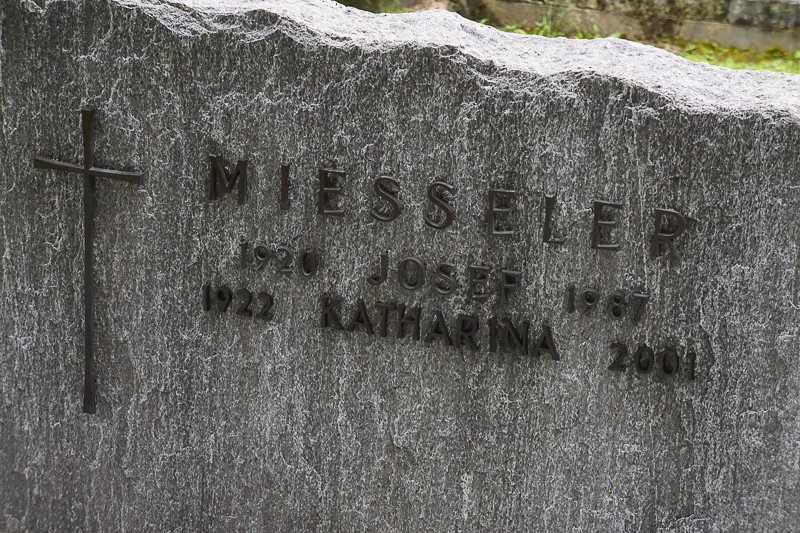 MIESSELER
1920 JOSEF 1987
1922 KATHARINA 2001